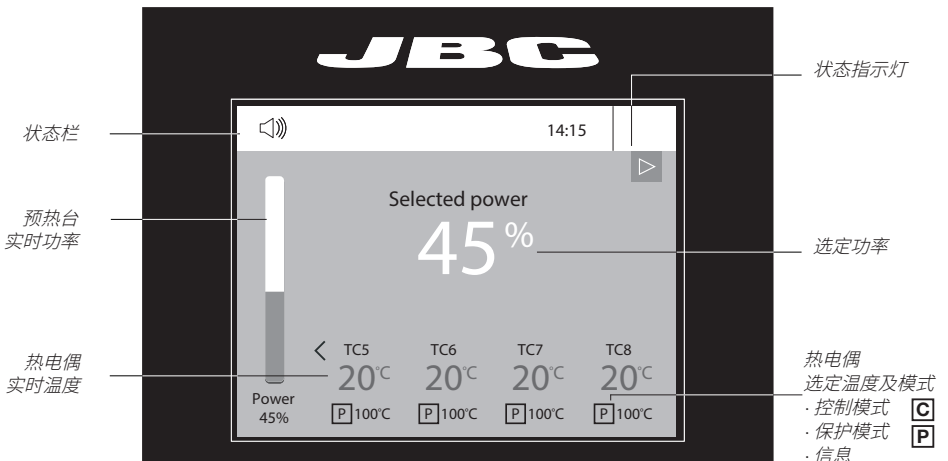 JBC
状态指示灯
状态栏
14:15
Selected power
45%
预热台
实时功率
选定功率
热电偶
实时温度
TC5 TC6 TC7 TC8
20°C 20°C 20°C 20°C
P 100°C P 100°C P 100°C P 100°C
Power
45%
热电偶
选定温度及模式
· 控制模式 C
· 保护模式 P
· 信息